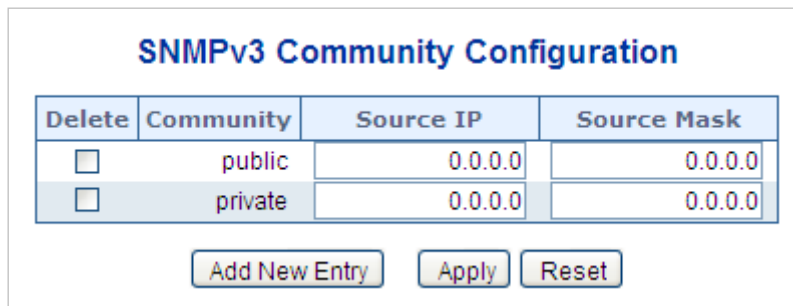 SNMPv3 Community Configuration
Delete Community Source IP Source Mask
public 0.0.0.0 0.0.0.0
private 0.0.0.0 0.0.0.0
Add New Entry Apply Reset